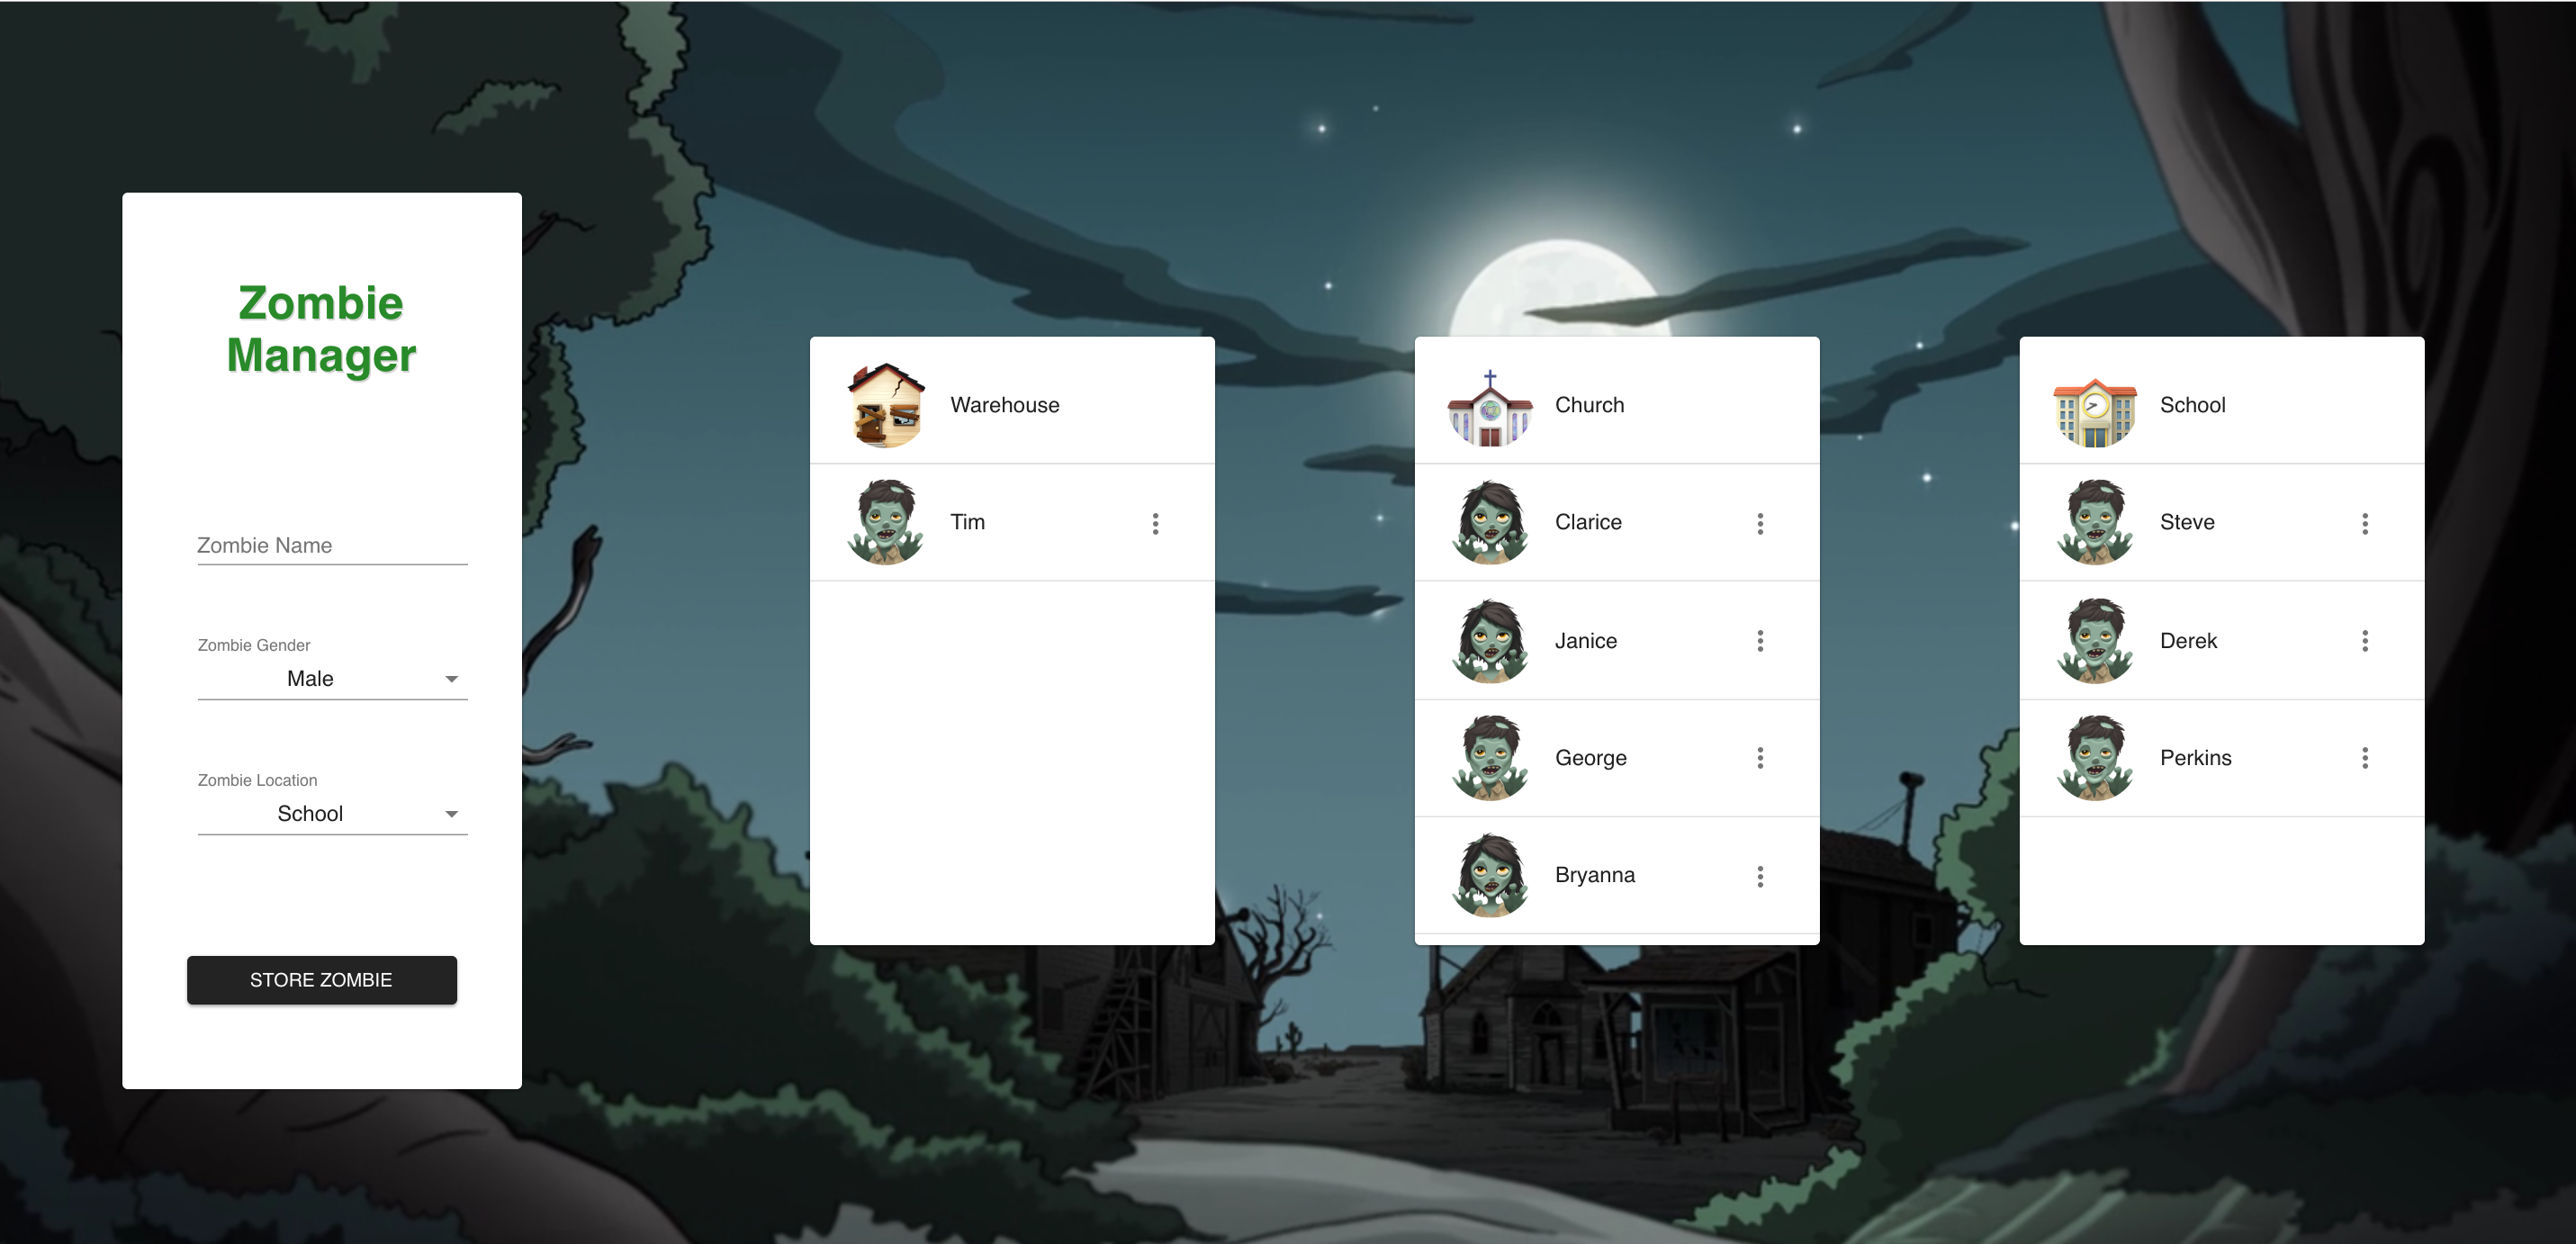 Zombie
Manager
Zombie Name
Zombie Gender
Male
Zombie Location
School
STORE ZOMBIE
Warehouse
Tim
Church
Clarice
Janice
George
Bryanna
School
Steve
Derek
Perkins